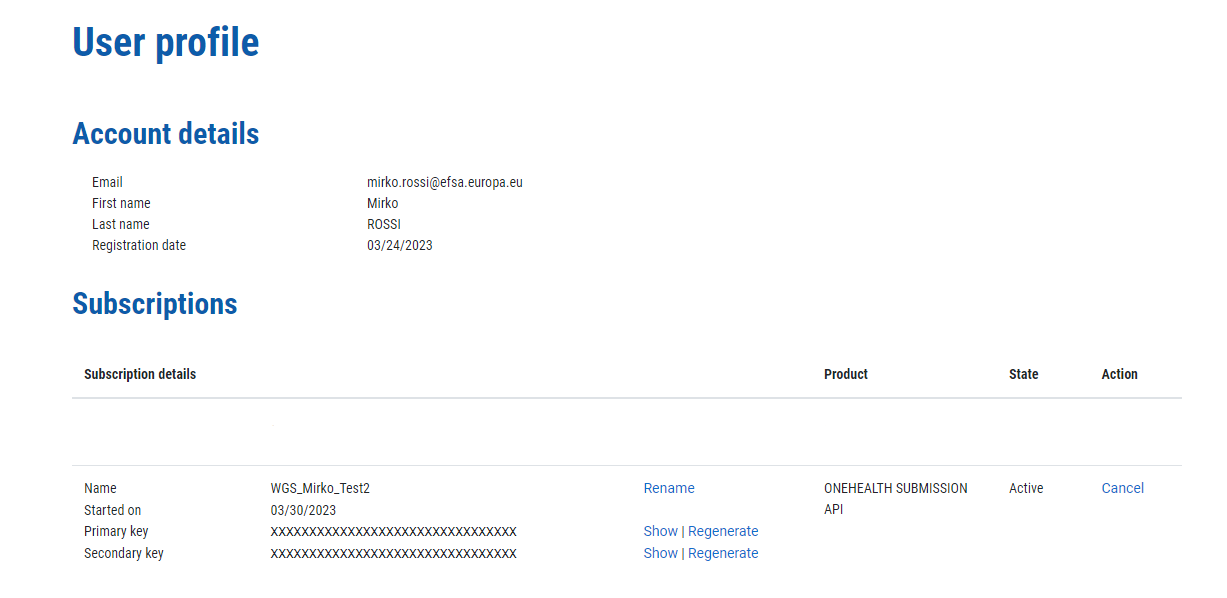 User profile
Account details
Email mirko.rossi@efsa.europa.eu
First name Mirko
Last name ROSSI
Registration date 03/24/2023
Subscriptions
Subscription details Product State Action
Name WGS_Mirko_Test2 Rename ONEHEALTH SUBMISSION Active Cancel
Started on 03/30/2023 API
Primary key XXXXXXXXXXXXXXXXXXXXXXXXXXXXXXXX Show | Regenerate
Secondary key XXXXXXXXXXXXXXXXXXXXXXXXXXXXXXXX Show | Regenerate